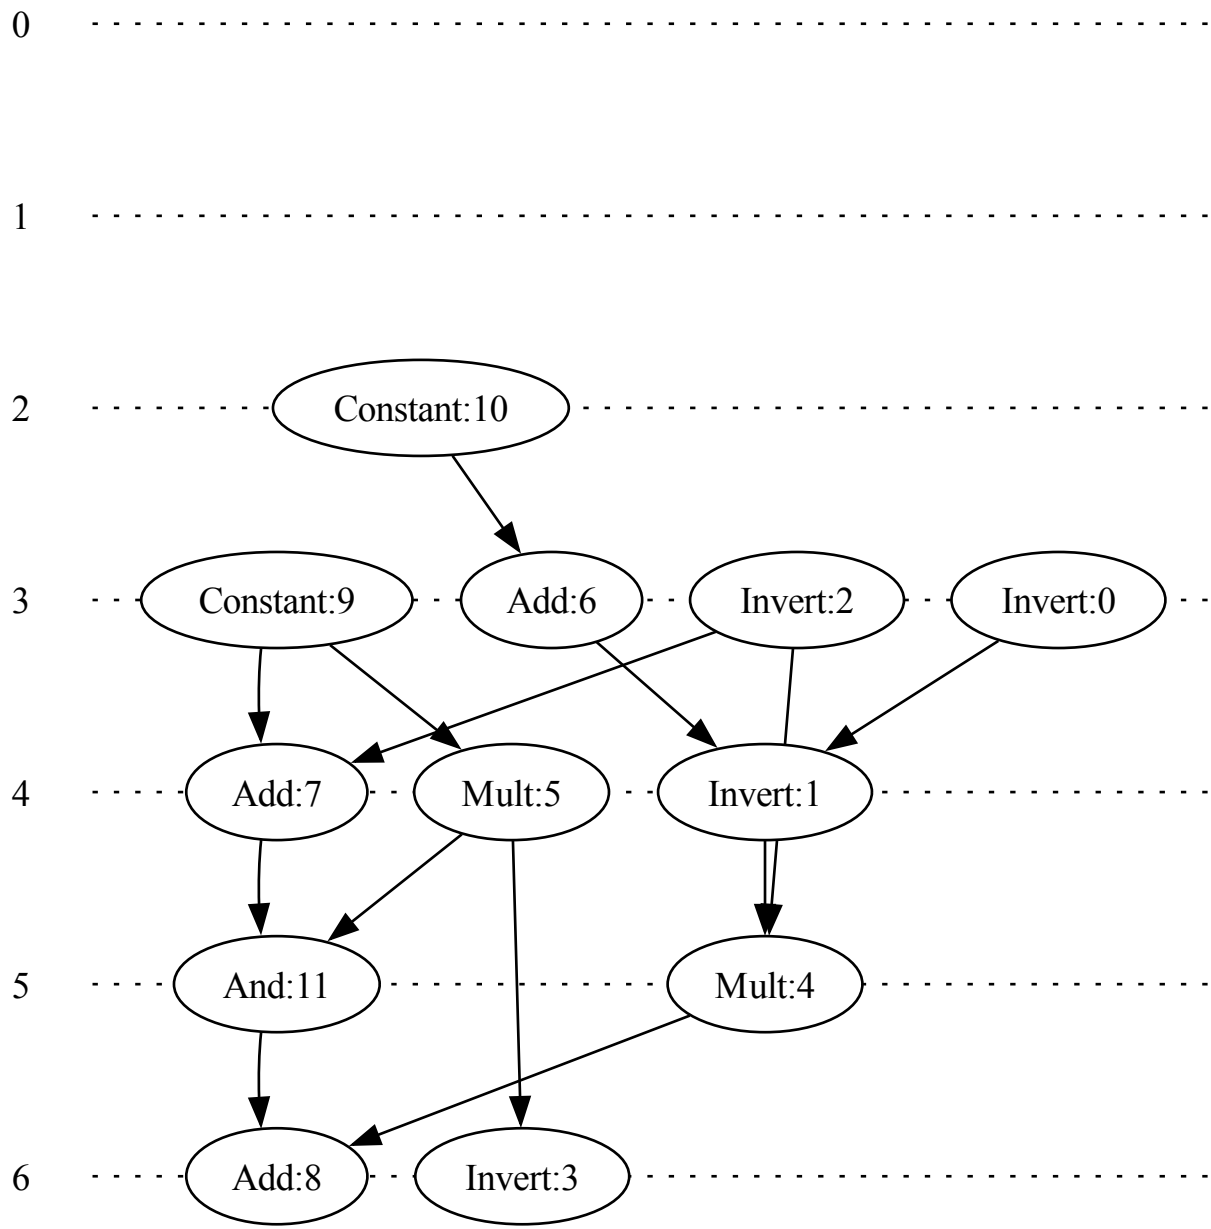 0
1
2 Constant:10
3 Constant:9 Add:6 Invert:2 Invert:0
4 Add:7 Mult:5 Invert:1
5 And:11 Mult:4
6 Add:8 Invert:3